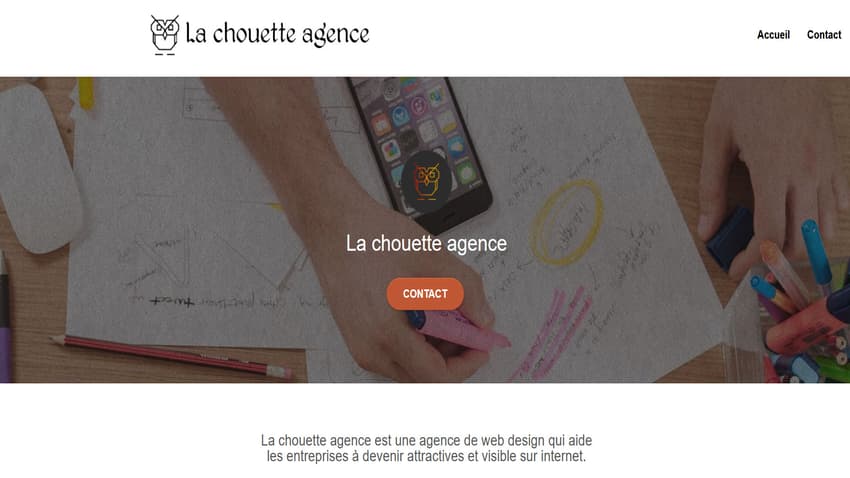 La chouette agence
Accueil Contact
La chouette agence
CONTACT
tweet
La chouette agence est une agence de web design qui aide
les entreprises à devenir attractives et visible sur internet.